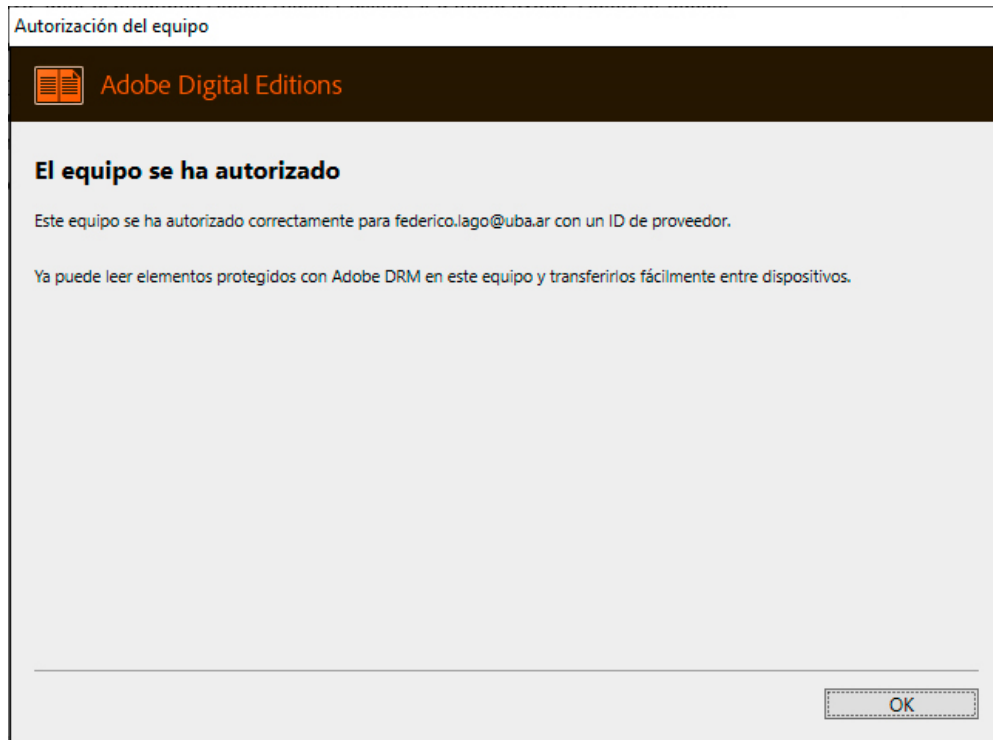 Autorización del equipo
Adobe Digital Editions
El equipo se ha autorizado
Este equipo se ha autorizado correctamente para federico.lago@uba.ar con un ID de proveedor.
Ya puede leer elementos protegidos con Adobe DRM en este equipo y transferirlos fácilmente entre dispositivos.
OK